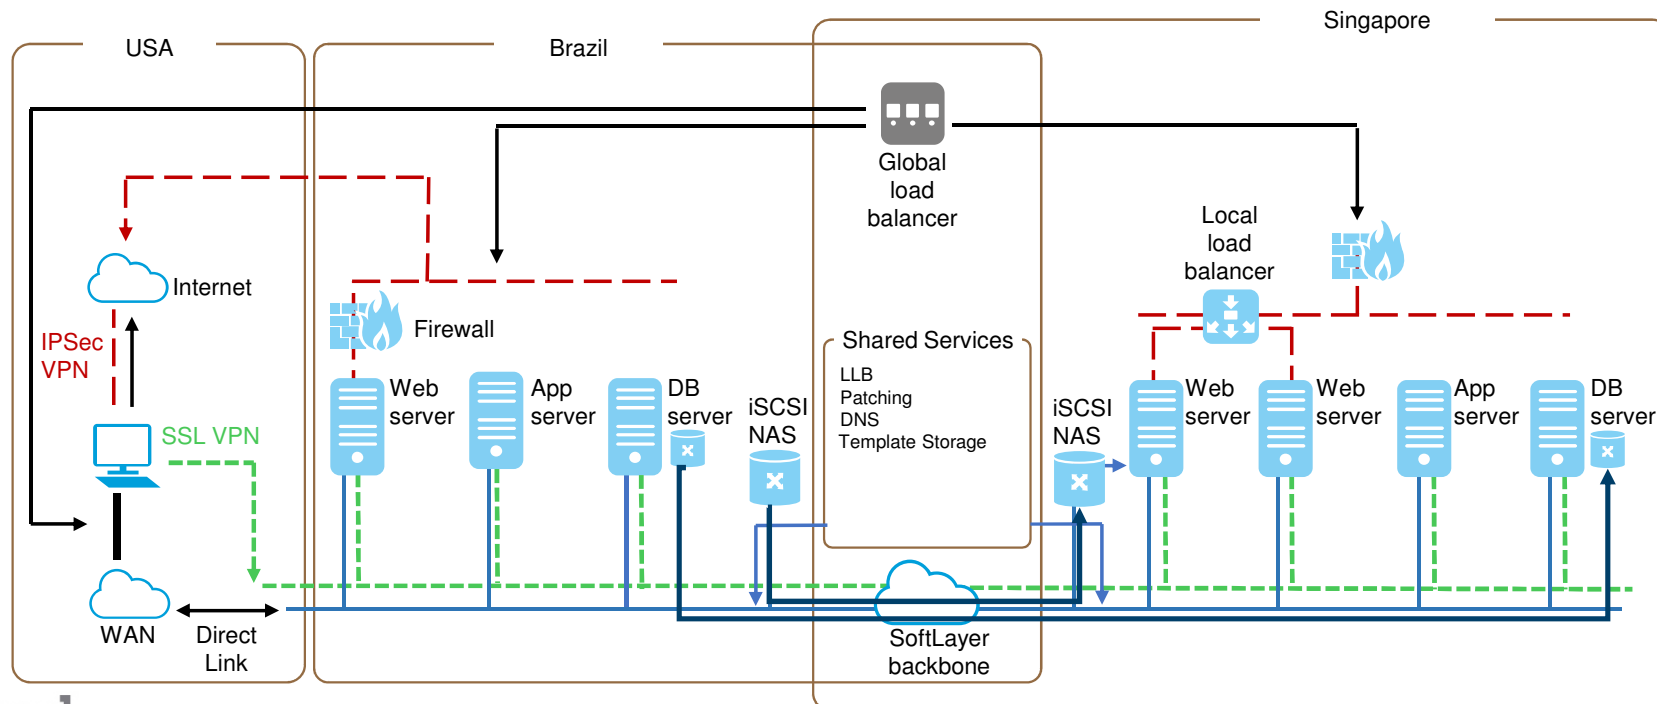 USA
Brazil
Singapore
Global
load
balancer
Local
load
balancer
Internet
Firewall
IPSec
VPN
SSL VPN
Web
server
App
server
DB
server
iSCSI
NAS
Shared Services
LLB
Patching
DNS
Template Storage
iSCSI
NAS
Web
server
Web
server
App
server
DB
server
WAN
Direct
Link
SoftLayer
backbone